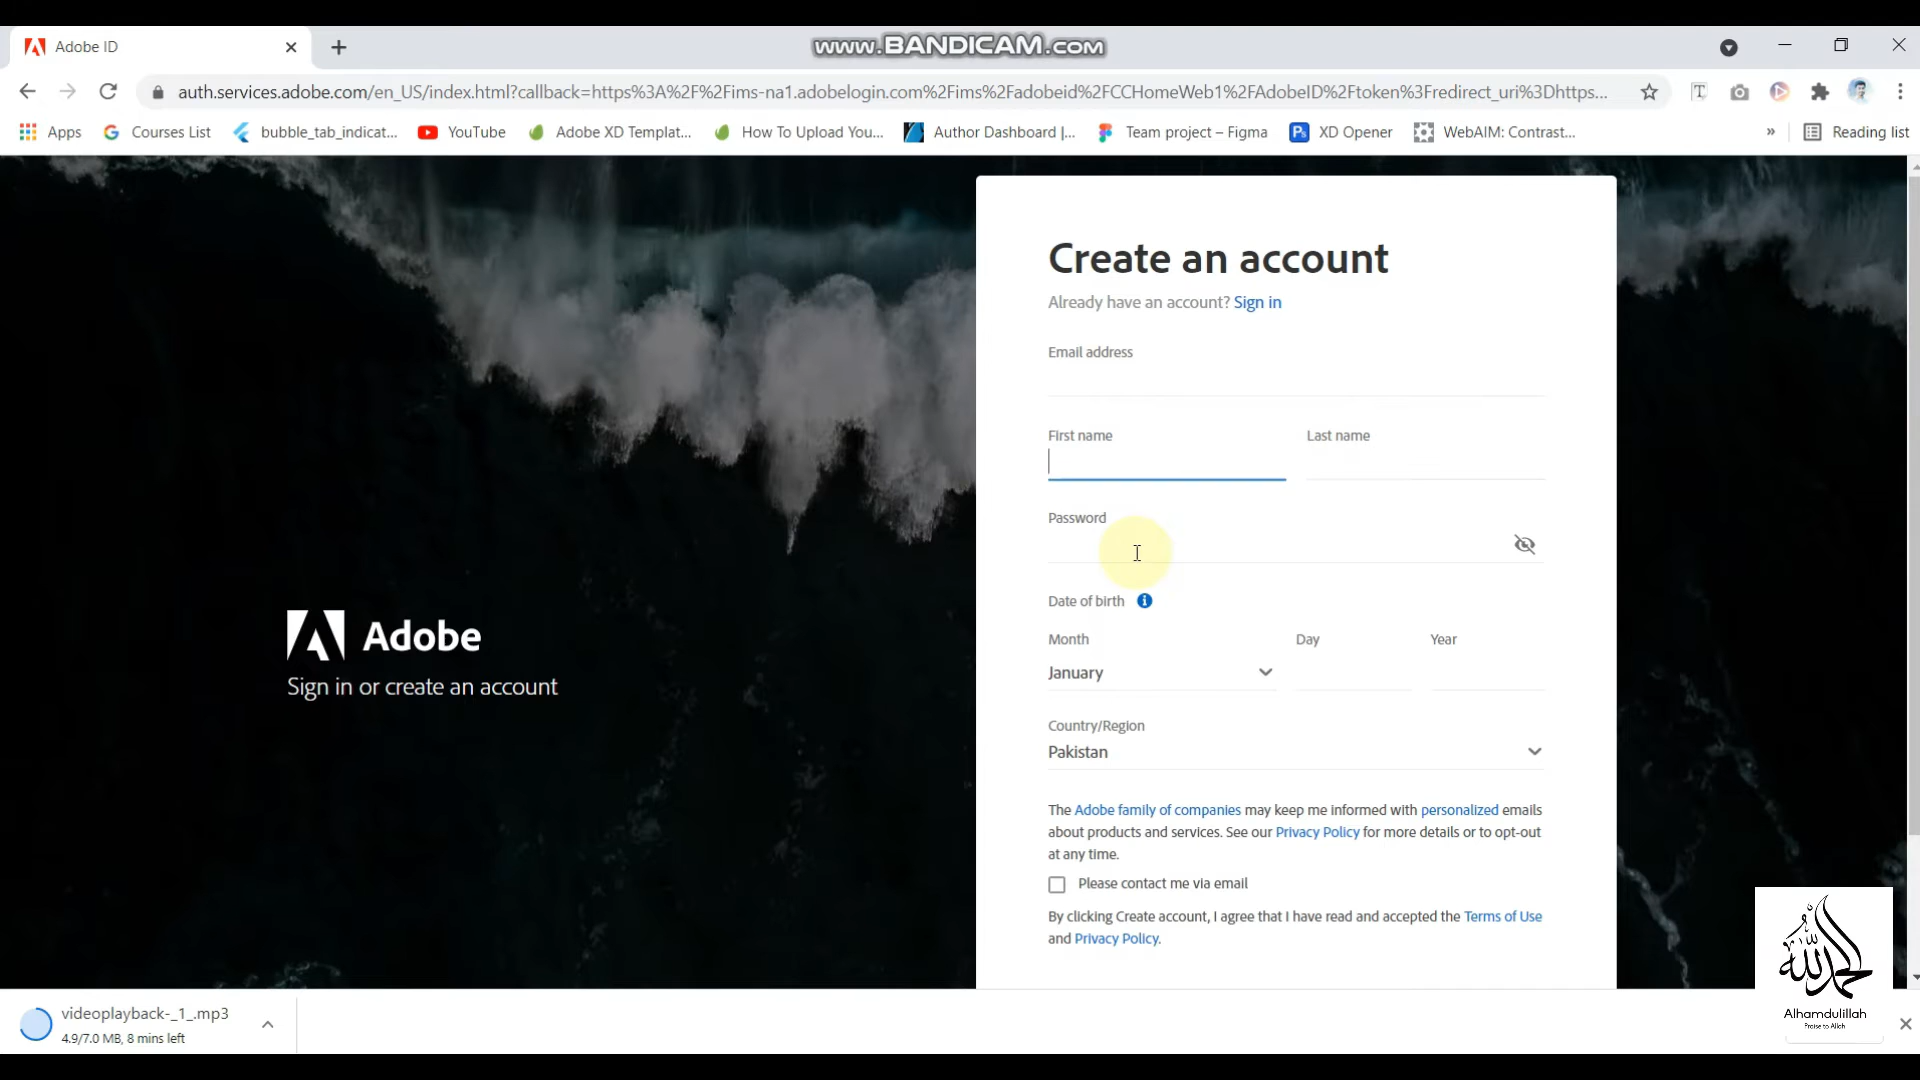 Adobe ID
www.BANDICAM.com
auth.services.adobe.com/en_US/index.html?callback=https%3A%2F%2Fims-na1.adobelogin.com%2Fims%2Fadobeid%2FCCHomeWeb1%2FAdobeID%2Ftoken%3Fredirect_uri%3Dhttps...
Apps
Courses List
bubble_tab_indicat...
YouTube
Adobe XD Templat...
How To Upload You...
Author Dashboard |...
Team project – Figma
XD Opener
WebAIM: Contrast...
»
Reading list
Create an account
Already have an account? Sign in
Email address
First name
Last name
Password
Date of birth
Month
Day
Year
January
Country/Region
Pakistan
The Adobe family of companies may keep me informed with personalized emails
about products and services. See our Privacy Policy for more details or to opt-out
at any time.
Please contact me via email
By clicking Create account, I agree that I have read and accepted the Terms of Use
and Privacy Policy.
Adobe
Sign in or create an account
الحمد لله
Alhamdulillah
Praise to Allah
videoplayback-_1_.mp3
4.9/7.0 MB, 8 mins left